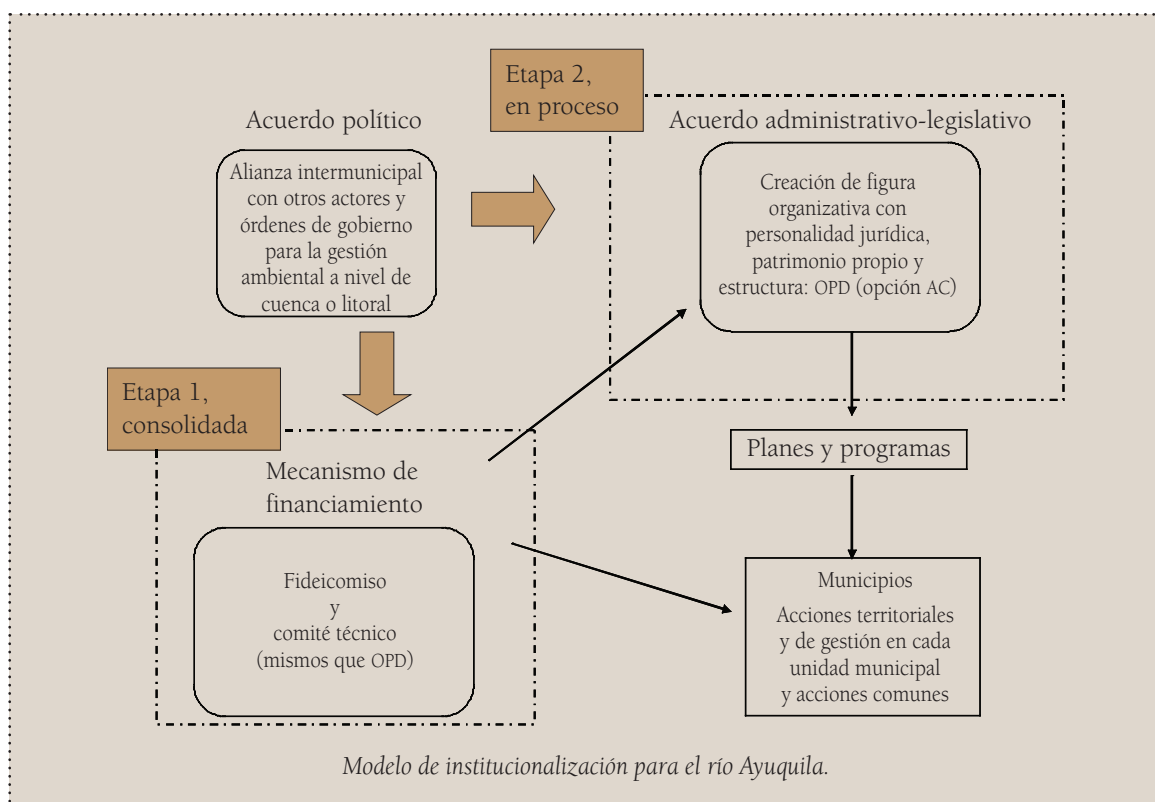 Etapa 2,
en proceso
Acuerdo político
Alianza intermunicipal
con otros actores y
órdenes de gobierno
para la gestión
ambiental a nivel de
cuenca o litoral
Acuerdo administrativo-legislativo
Creación de figura
organizativa con
personalidad jurídica,
patrimonio propio y
estructura: OPD (opción AC)
Etapa 1,
consolidada
Mecanismo de
financiamiento
Fideicomiso
y
comité técnico
(mismos que OPD)
Planes y programas
Municipios
Acciones territoriales
y de gestión en cada
unidad municipal
y acciones comunes
Modelo de institucionalización para el río Ayuquila.